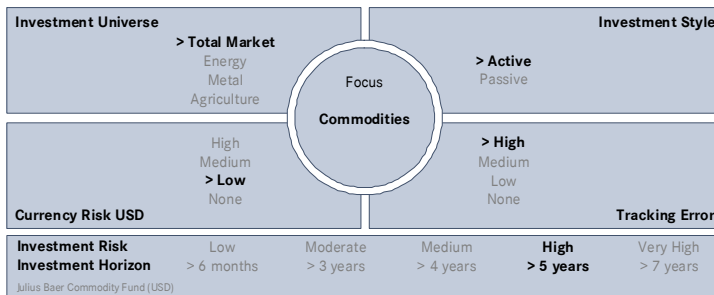 Investment Universe
> Total Market
Energy
Metal
Agriculture
Investment Style
> Active
Passive
Focus
Commodities
High
Medium
> Low
None
Currency Risk USD
> High
Medium
Low
None
Tracking Error
Investment Risk Low Moderate Medium High Very High
Investment Horizon > 6 months > 3 years > 4 years > 5 years > 7 years
Julius Baer Commodity Fund (USD)